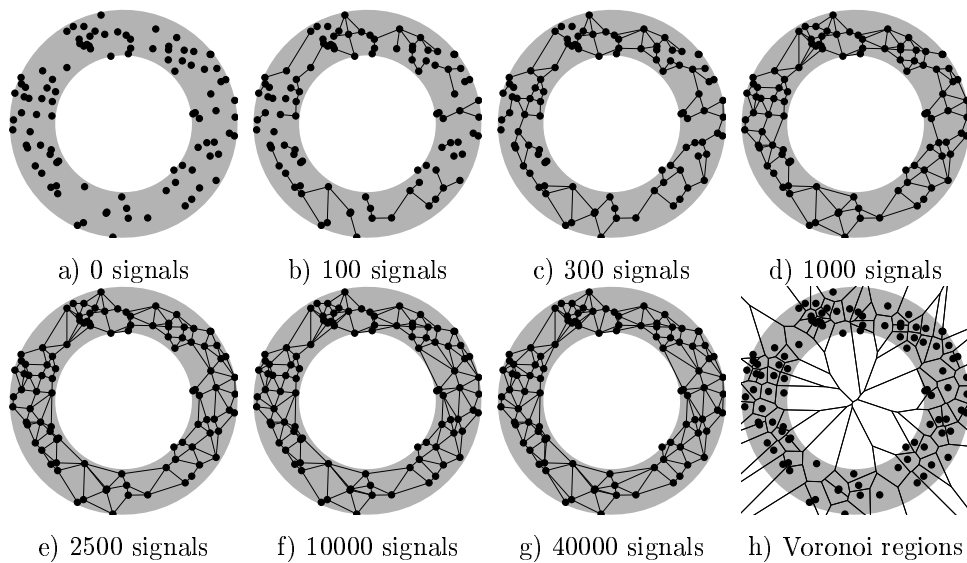 a) 0 signals
b) 100 signals
c) 300 signals
d) 1000 signals
e) 2500 signals
f) 10000 signals
g) 40000 signals
h) Voronoi regions